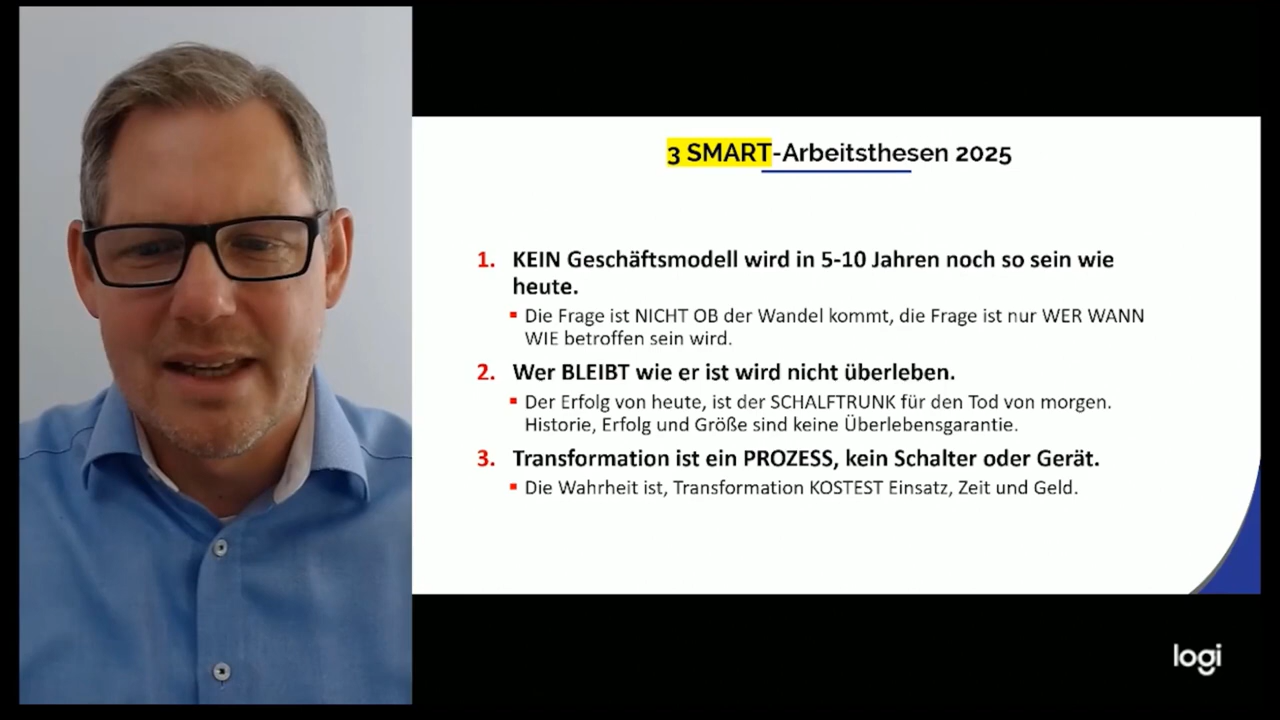 3 SMART-Arbeitsthesen 2025
1. KEIN Geschäftsmodell wird in 5-10 Jahren noch so sein wie
heute.
▪ Die Frage ist NICHT OB der Wandel kommt, die Frage ist nur WER WANN
WIE betroffen sein wird.
2. Wer BLEIBT wie er ist wird nicht überleben.
▪ Der Erfolg von heute, ist der SCHALFTRUNK für den Tod von morgen.
Historie, Erfolg und Größe sind keine Überlebensgarantie.
3. Transformation ist ein PROZESS, kein Schalter oder Gerät.
▪ Die Wahrheit ist, Transformation KOSTEST Einsatz, Zeit und Geld.
logi